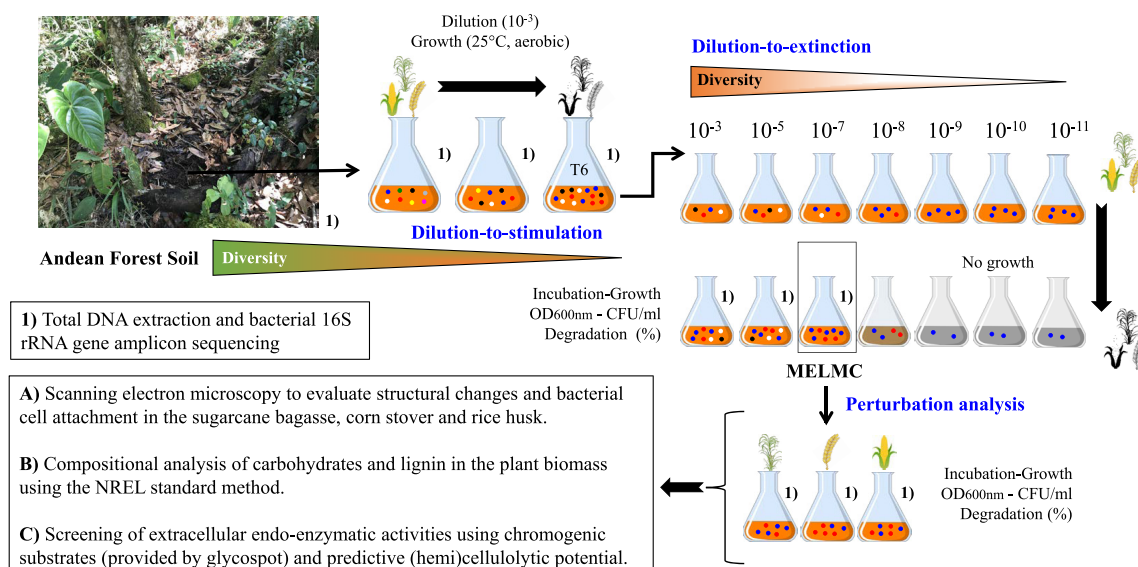 Dilution (10-3)
Growth (25°C, aerobic)
1)
1)
1)
T6
1)
Dilution-to-stimulation
Andean Forest Soil
Diversity
Dilution-to-extinction
Diversity
10-3
10-5
10-7
10-8
10-9
10-10
10-11
No growth
Incubation-Growth
OD600nm - CFU/ml
Degradation (%)
1)
1)
1)
MELMC
1) Total DNA extraction and bacterial 16S
rRNA gene amplicon sequencing
Perturbation analysis
A) Scanning electron microscopy to evaluate structural changes and bacterial
cell attachment in the sugarcane bagasse, corn stover and rice husk.
B) Compositional analysis of carbohydrates and lignin in the plant biomass
using the NREL standard method.
C) Screening of extracellular endo-enzymatic activities using chromogenic
substrates (provided by glycospot) and predictive (hemi)cellulolytic potential.
1)
1)
1)
Incubation-Growth
OD600nm - CFU/ml
Degradation (%)